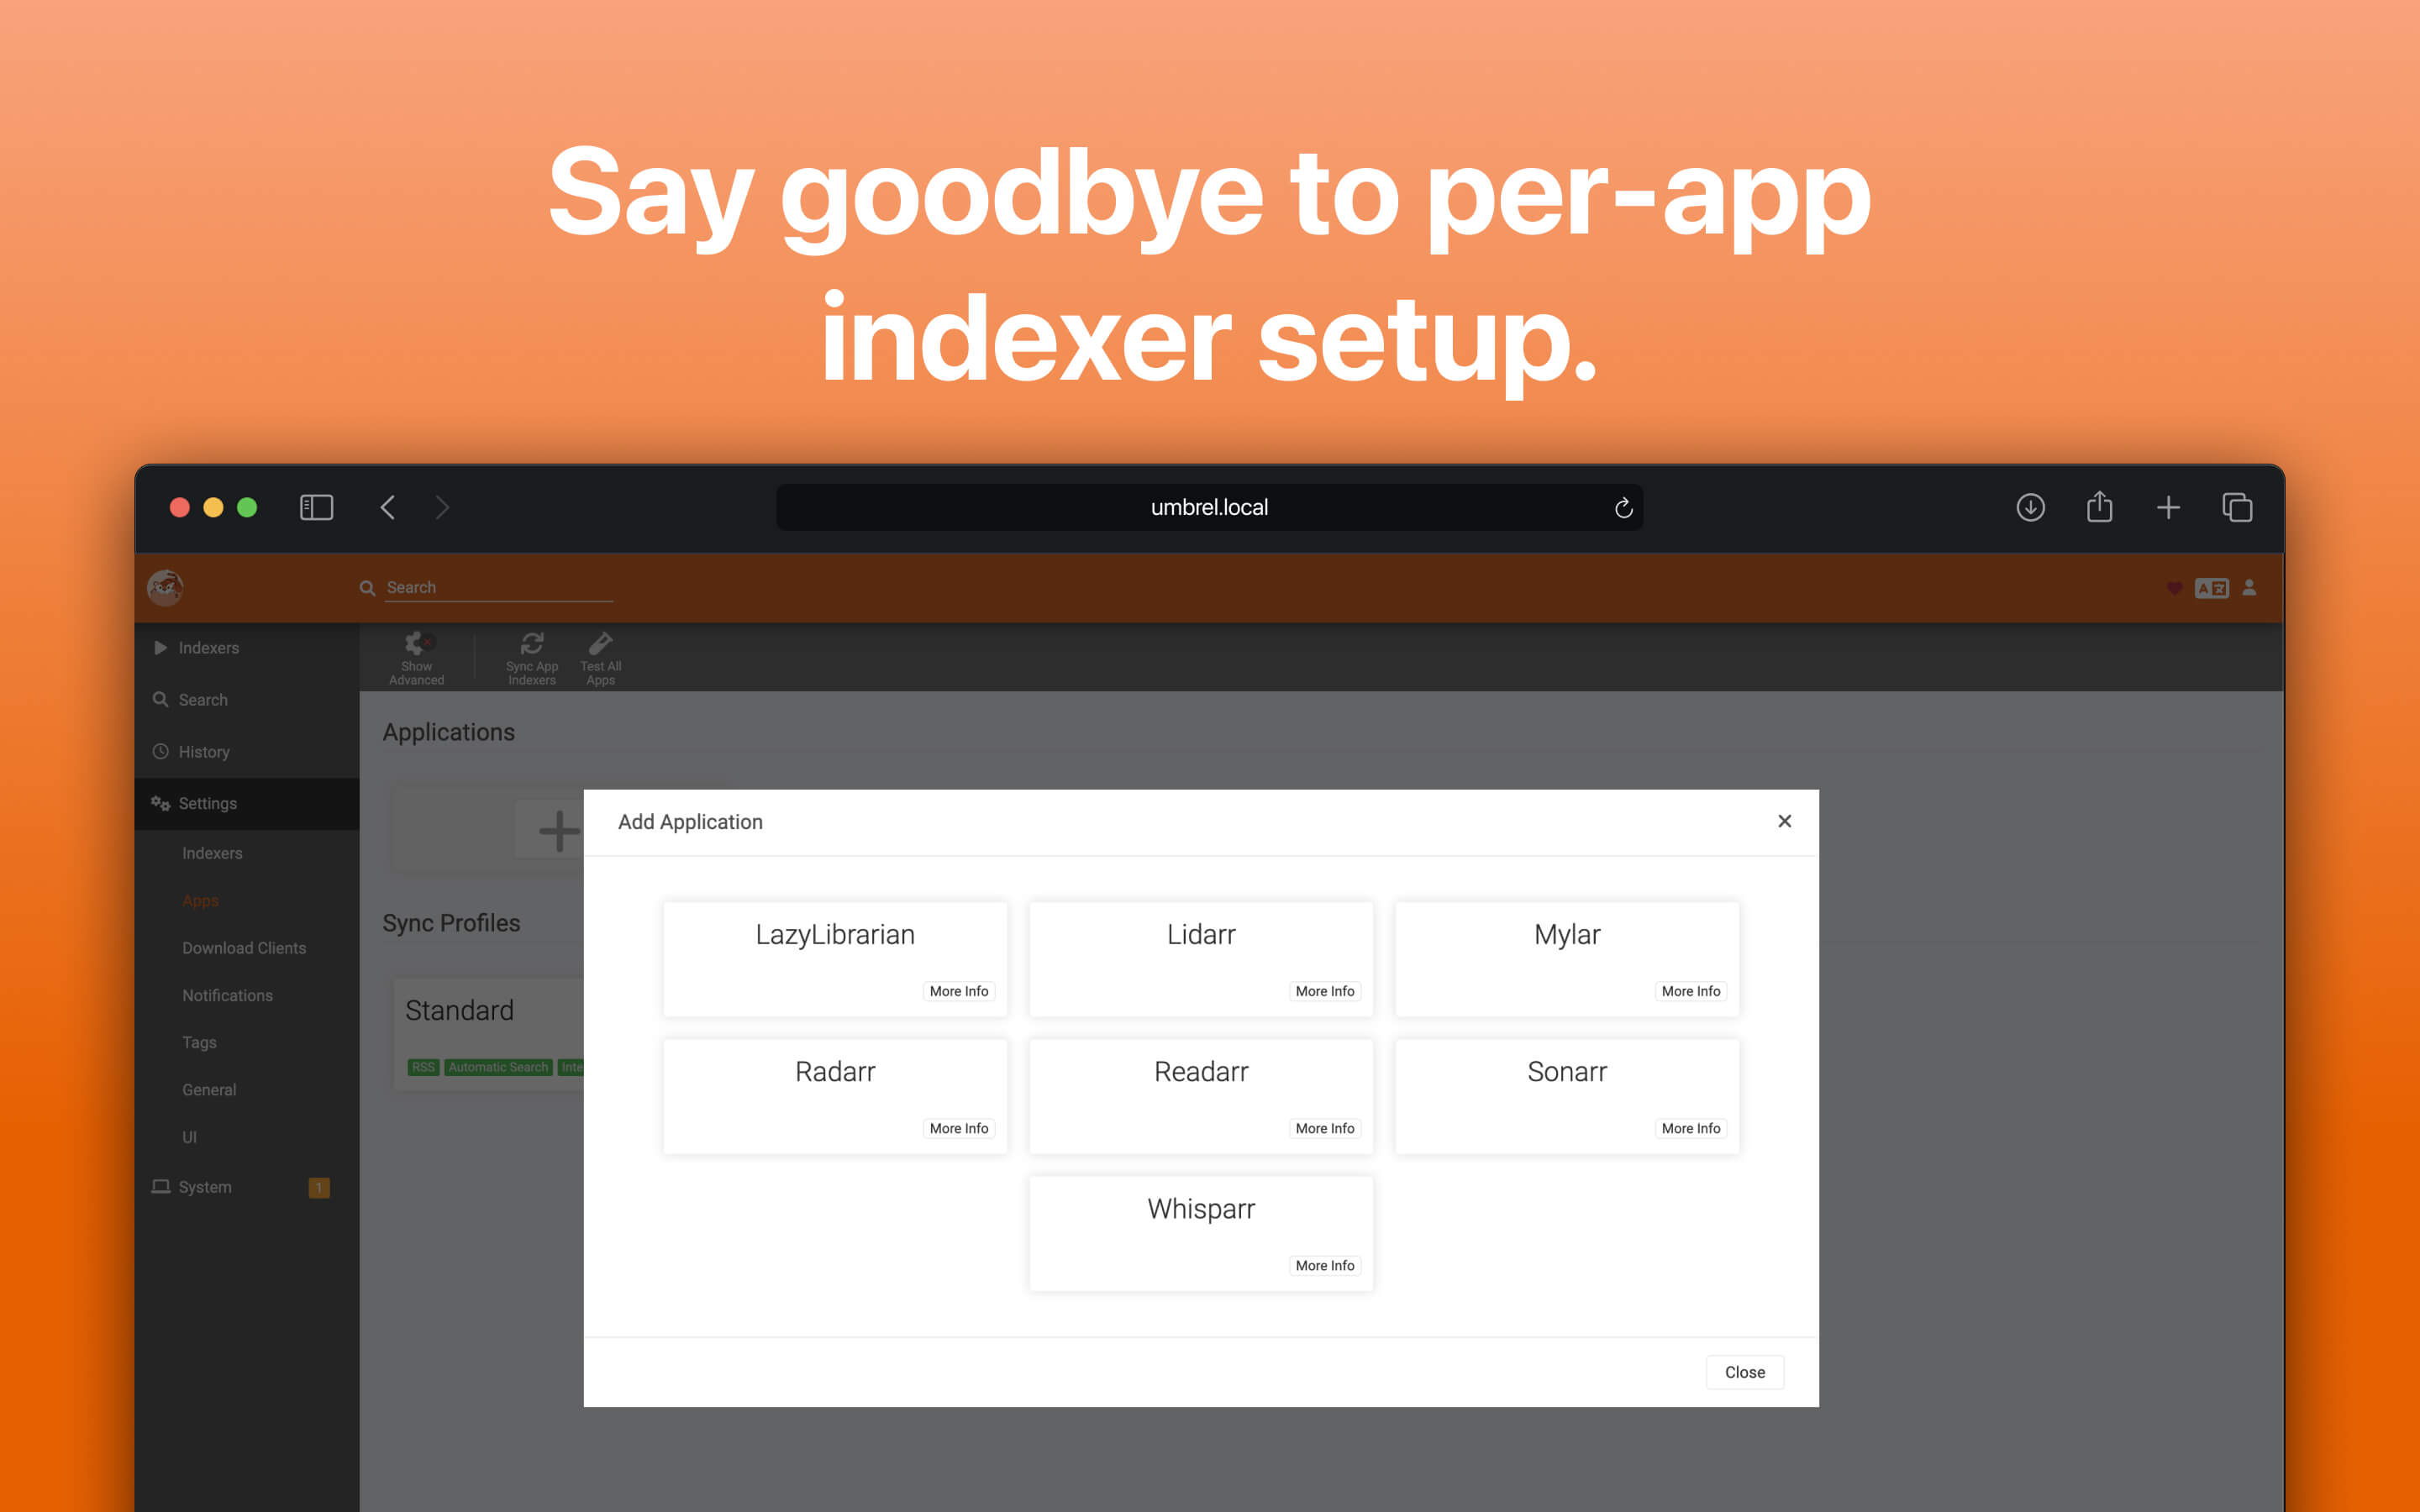 Say goodbye to per-app
indexer setup.
umbrel.local
Search
Indexers
Search
History
Settings
Indexers
Apps
Download Clients
Notifications
Tags
General
UI
System
1
Show
Advanced
Sync App
Indexers
Test All
Apps
Applications
Sync Profiles
Standard
RSS
Automatic Search
Inte
Add Application
LazyLibrarian
More Info
Lidarr
More Info
Mylar
More Info
Radarr
More Info
Readarr
More Info
Sonarr
More Info
Whisparr
More Info
Close